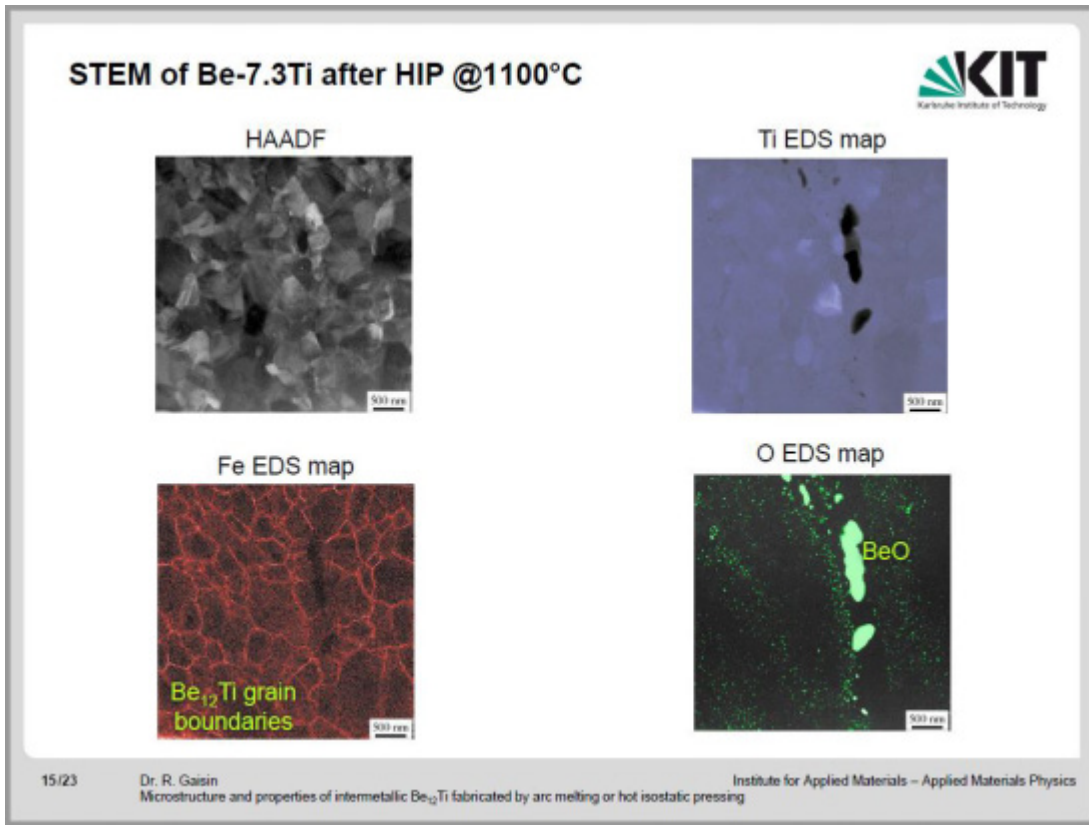 STEM of Be-7.3Ti after HIP @1100°C
KIT
Karlsruhe Institute of Technology
HAADF
Ti EDS map
500 nm
500 nm
Fe EDS map
O EDS map
BeO
Be₁₂Ti grain
boundaries
500 nm
500 nm
15/23
Dr. R. Gaisin
Institute for Applied Materials – Applied Materials Physics
Microstructure and properties of intermetallic Be₁₂Ti fabricated by arc melting or hot isostatic pressing